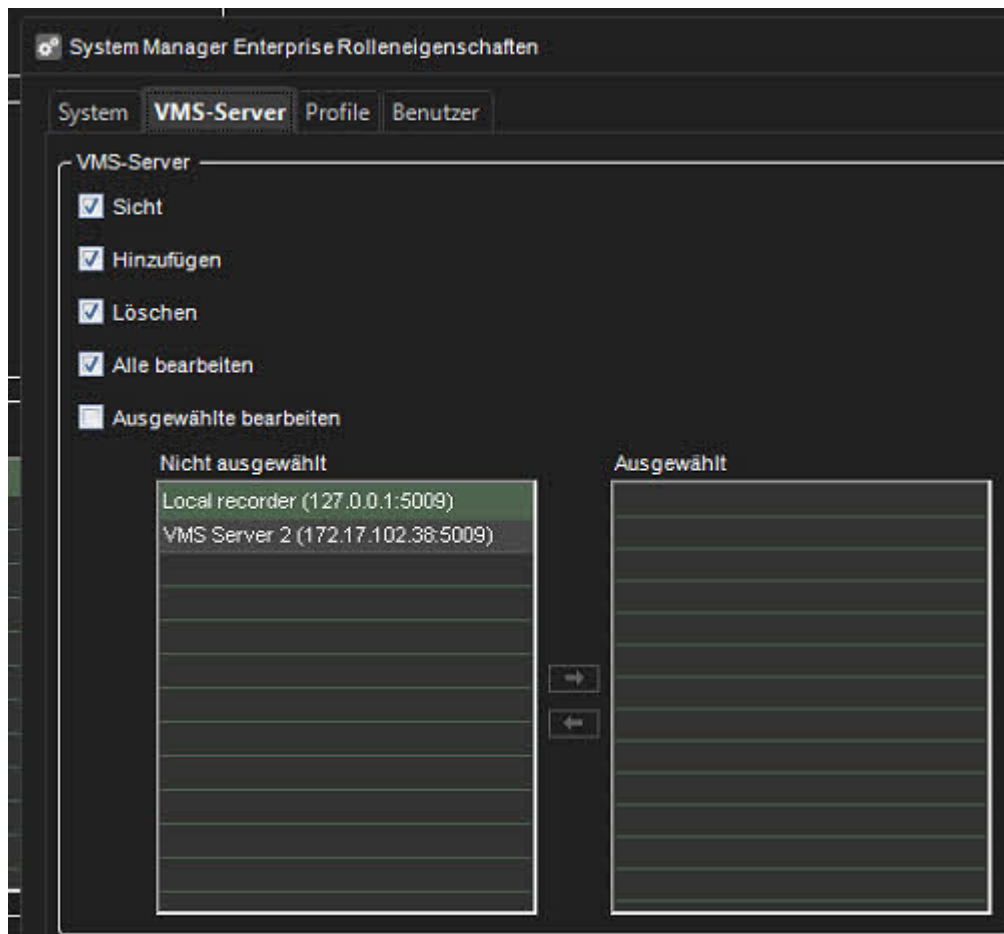 System Manager Enterprise Rolleneigenschaften
System VMS-Server Profile Benutzer
VMS-Server
Sicht
Hinzufügen
Löschen
Alle bearbeiten
Ausgewählte bearbeiten
Nicht ausgewählt Ausgewählt
Local recorder (127.0.0.1:5009)
VMS Server 2 (172.17.102.38:5009)